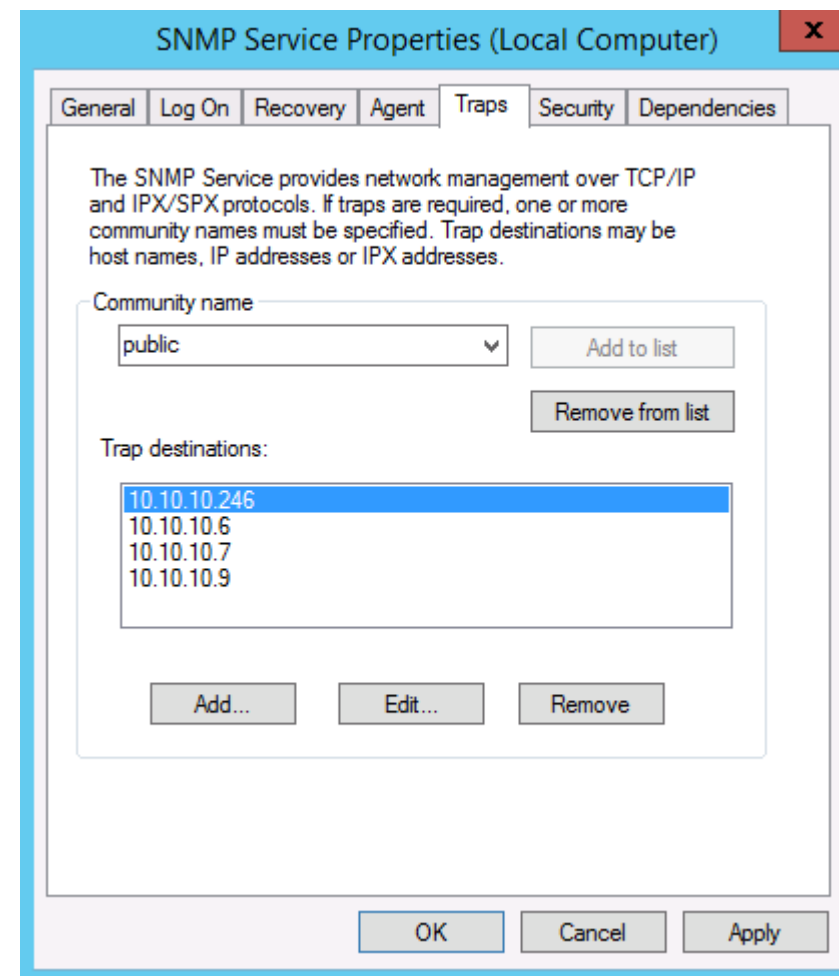 SNMP Service Properties (Local Computer)
x
General Log On Recovery Agent Traps Security Dependencies
The SNMP Service provides network management over TCP/IP
and IPX/SPX protocols. If traps are required, one or more
community names must be specified. Trap destinations may be
host names, IP addresses or IPX addresses.
Community name
public
Add to list
Remove from list
Trap destinations:
10.10.10.246
10.10.10.6
10.10.10.7
10.10.10.9
Add... Edit... Remove
OK Cancel Apply